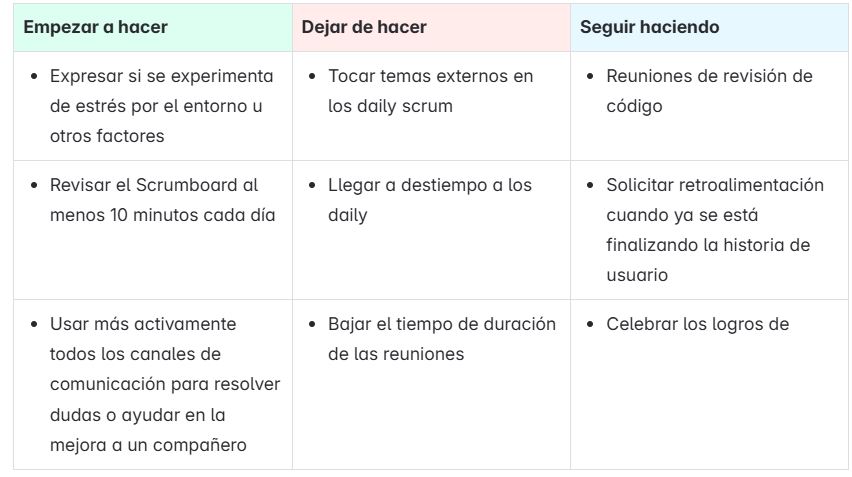 Empezar a hacer
Dejar de hacer
Seguir haciendo
Expresar si se experimenta
de estrés por el entorno u
otros factores
Tocar temas externos en
los daily scrum
Reuniones de revisión de
código
Revisar el Scrumboard al
menos 10 minutos cada día
Llegar a destiempo a los
daily
Solicitar retroalimentación
cuando ya se está
finalizando la historia de
usuario
Usar más activamente
todos los canales de
comunicación para resolver
dudas o ayudar en la
mejora a un compañero
Bajar el tiempo de duración
de las reuniones
Celebrar los logros de